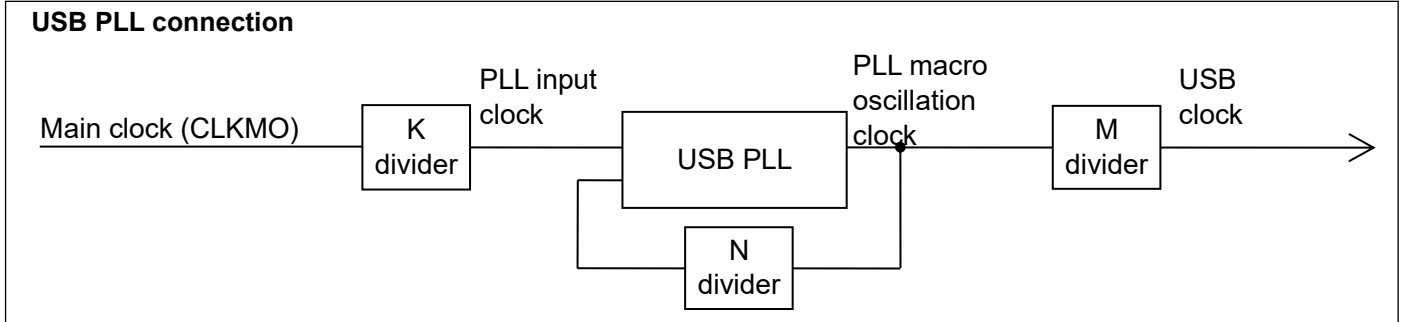 USB PLL connection
Main clock (CLKMO)
K
divider
PLL input
clock
USB PLL
N
divider
PLL macro
oscillation
clock
M
divider
USB
clock